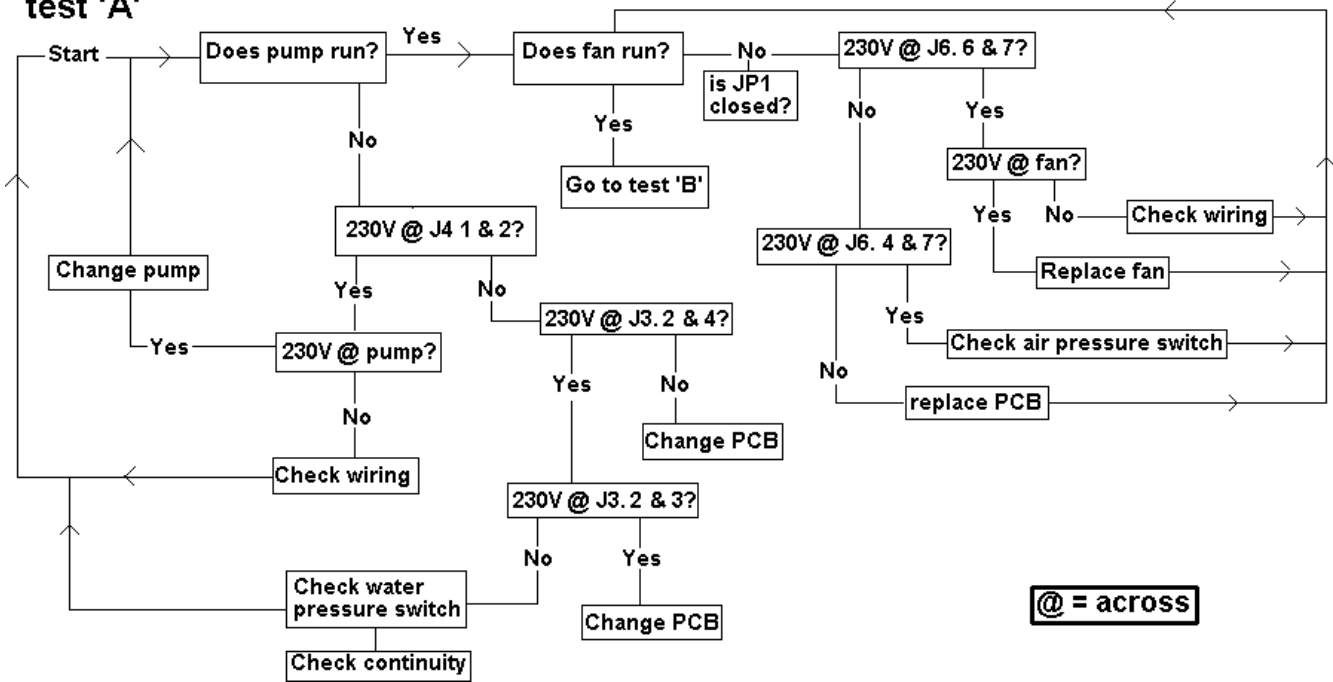 test 'A'
Start
Does pump run?
Yes
Does fan run?
No
is JP1
closed?
230V @ J6. 6 & 7?
No
Yes
Yes
No
Go to test 'B'
230V @ fan?
Yes
No
Check wiring
230V @ J4 1 & 2?
230V @ J6. 4 & 7?
Change pump
Replace fan
Yes
No
230V @ J3. 2 & 4?
Yes
Check air pressure switch
Yes
230V @ pump?
No
replace PCB
Yes
No
No
Change PCB
Check wiring
230V @ J3. 2 & 3?
No
Yes
Check water
pressure switch
Change PCB
Check continuity
@ = across